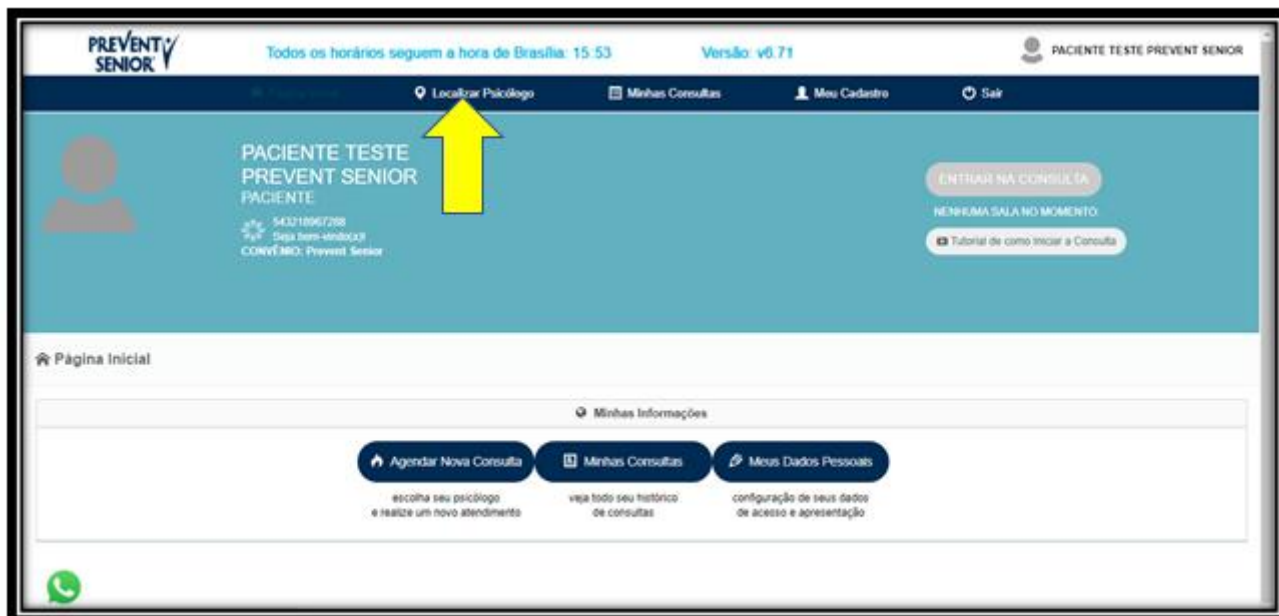 PREVENT
SENIOR
Todos os horários seguem a hora de Brasília: 15:53
Versão: v6.71
PACIENTE TESTE PREVENT SENIOR
Localizar Psicólogo
Minhas Consultas
Meu Cadastro
Sair
PACIENTE TESTE
PREVENT SENIOR
PACIENTE
543218967288
Seja bem-vindo(a)!
CONVÊNIO: Prevent Senior
ENTRAR NA CONSULTA
NENHUMA SALA NO MOMENTO.
Tutorial de como iniciar a Consulta
Página Inicial
Minhas Informações
Agendar Nova Consulta
Minhas Consultas
Meus Dados Pessoais
escolha seu psicólogo
e realize um novo atendimento
veja todo seu histórico
de consultas
configuração de seus dados
de acesso e apresentação